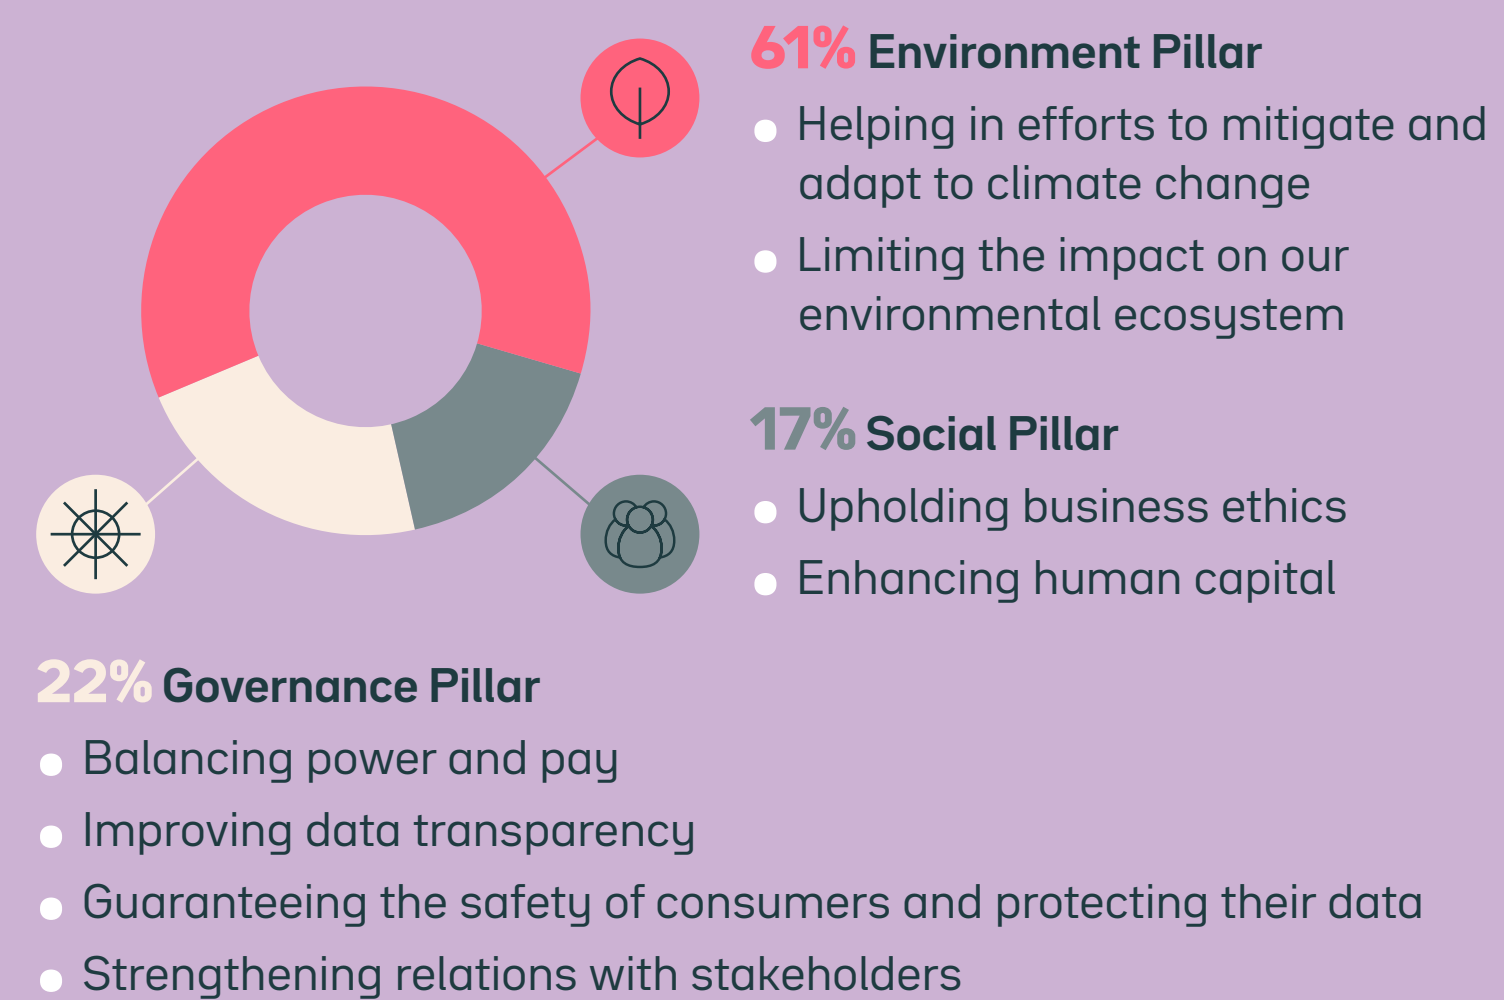 61% Environment Pillar
Helping in efforts to mitigate and
adapt to climate change
Limiting the impact on our
environmental ecosystem
17% Social Pillar
Upholding business ethics
Enhancing human capital
22% Governance Pillar
Balancing power and pay
Improving data transparency
Guaranteeing the safety of consumers and protecting their data
Strengthening relations with stakeholders